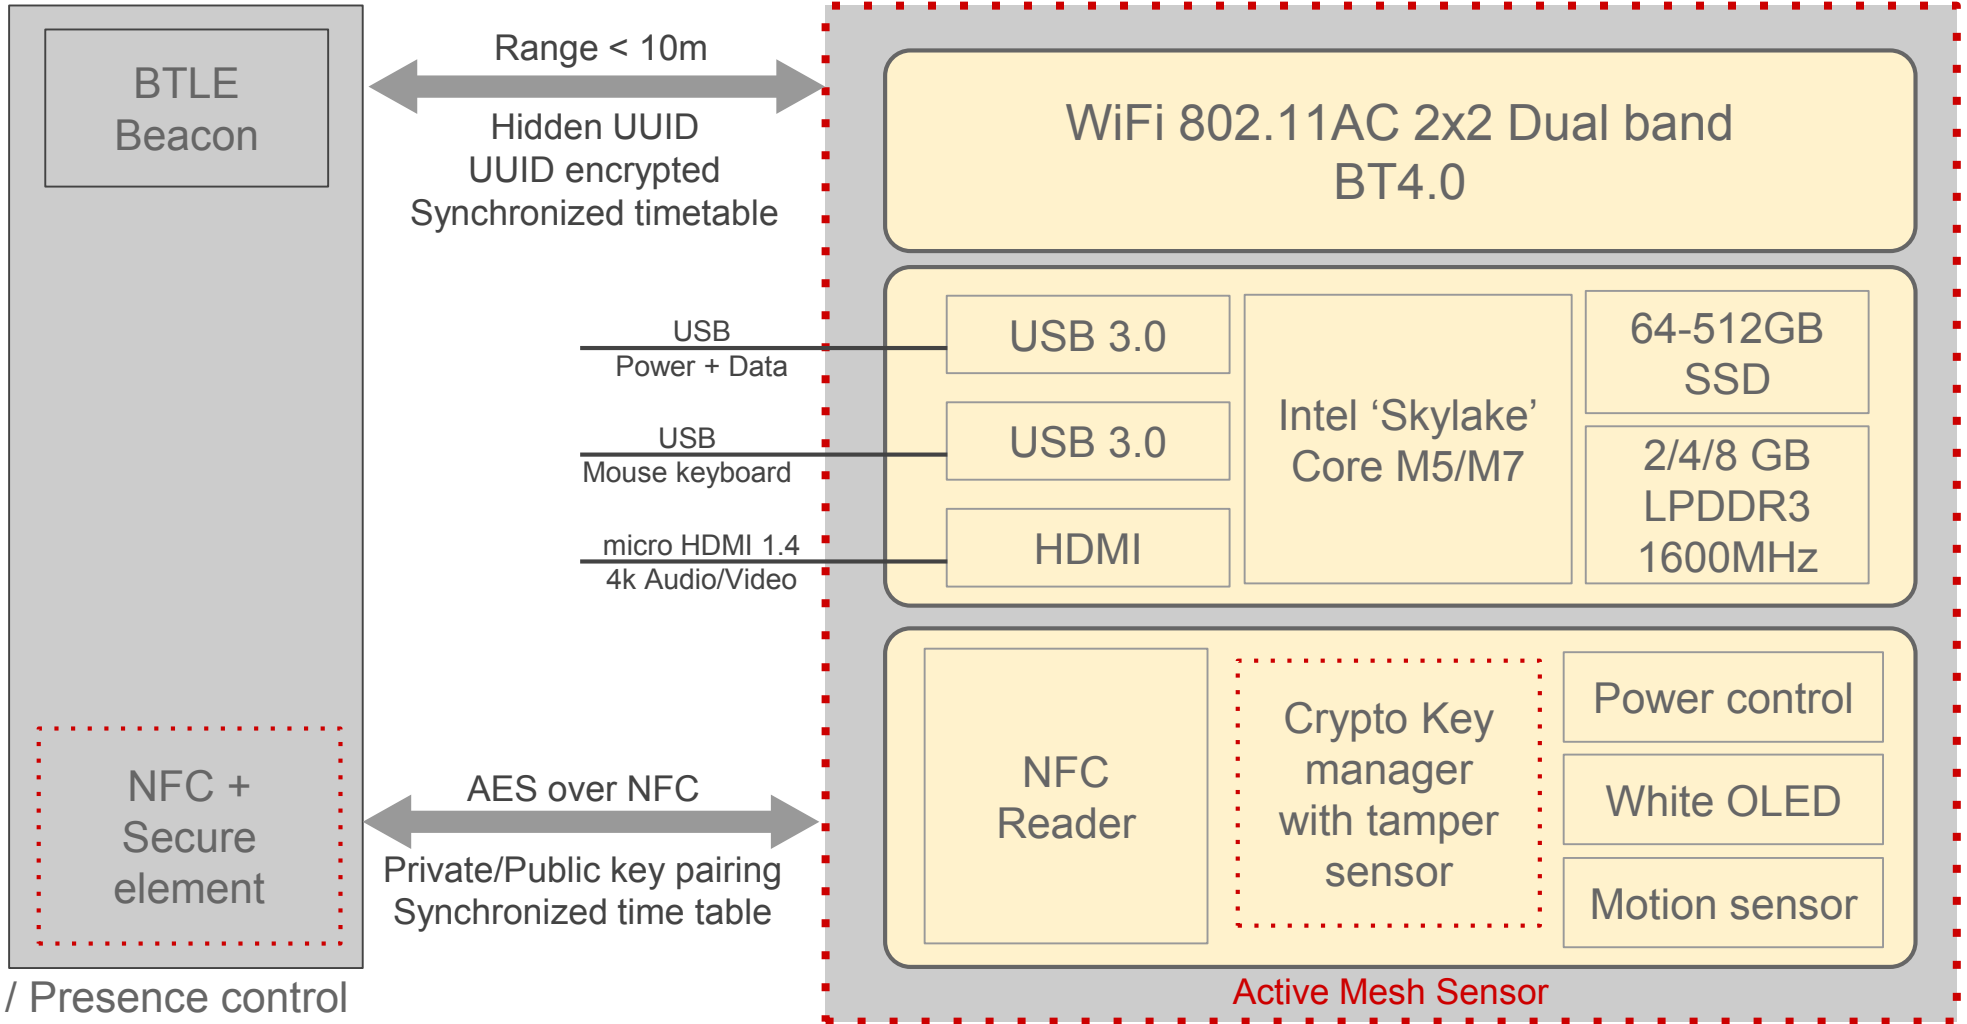 BTLE
Beacon
NFC +
Secure
element
/ Presence control
Range < 10m
Hidden UUID
UUID encrypted
Synchronized timetable
USB
Power + Data
USB
Mouse keyboard
micro HDMI 1.4
4k Audio/Video
AES over NFC
Private/Public key pairing
Synchronized time table
WiFi 802.11AC 2x2 Dual band
BT4.0
USB 3.0
USB 3.0
HDMI
Intel ‘Skylake’
Core M5/M7
64-512GB
SSD
2/4/8 GB
LPDDR3
1600MHz
NFC
Reader
Crypto Key
manager
with tamper
sensor
Power control
White OLED
Motion sensor
Active Mesh Sensor